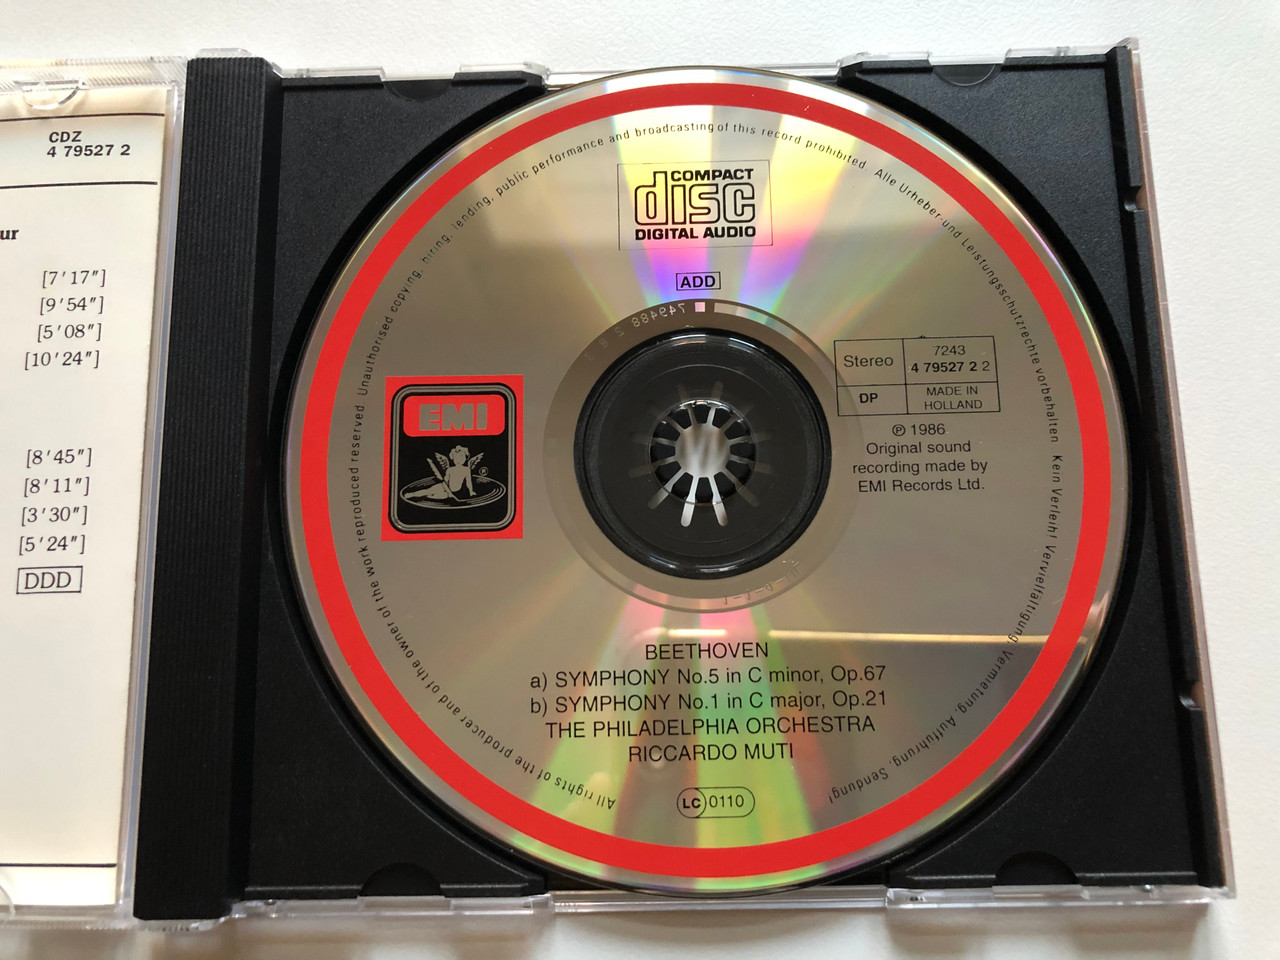 CDZ
4 79527 2
ur
[7′17″]
[9′54″]
[5′08″]
[10′24″]
[8′45″]
[8′11″]
[3′30″]
[5′24″]
DDD
All rights of the producer and of the owner of the work reproduced reserved Unauthorised copying, hiring, lending, public performance and broadcasting of this record prohibited Alle Urheber-und Leistungsschutzrechte vorbehalten Kein Verleih! Vervielfältigung, Vermietung, Aufführung, Sendung!
COMPACT
disc
DIGITAL AUDIO
ADD
749488 2
EMI
®
Stereo
7243
4 79527 2 2
DP
MADE IN
HOLLAND
℗ 1986
Original sound
recording made by
EMI Records Ltd.
BEETHOVEN
a) SYMPHONY No.5 in C minor, Op.67
b) SYMPHONY No.1 in C major, Op.21
THE PHILADELPHIA ORCHESTRA
RICCARDO MUTI
LC 0110